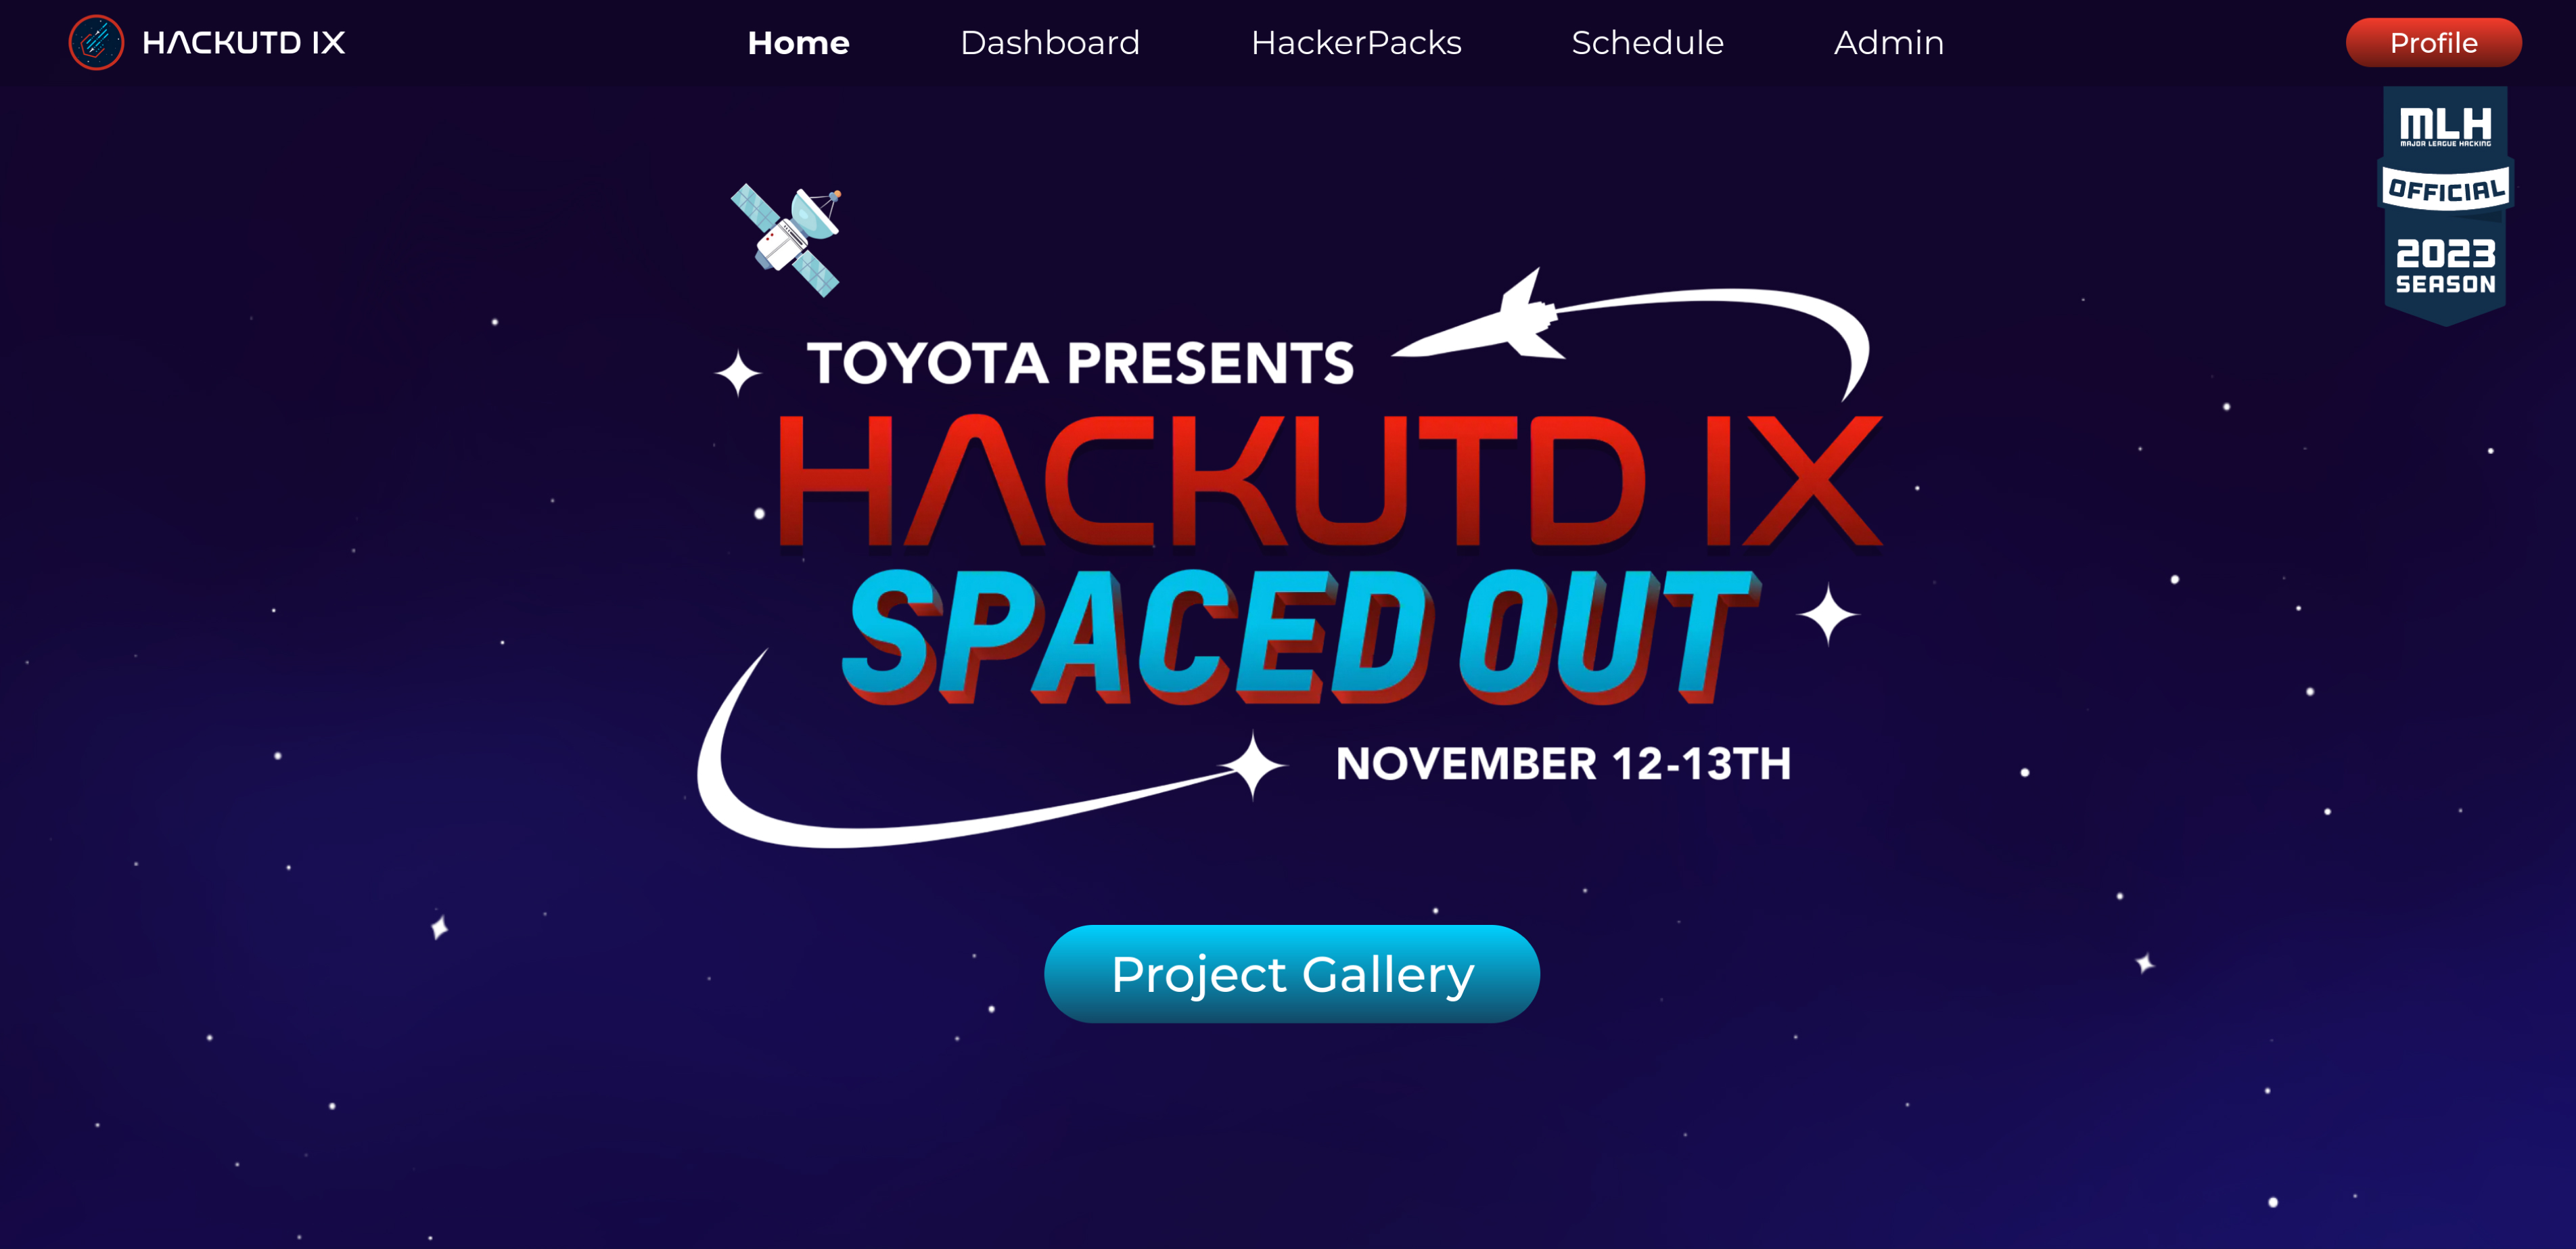 HACKUTD IX
Home Dashboard HackerPacks Schedule Admin
Profile
MLH
MAJOR LEAGUE HACKING
OFFICIAL
2023
SEASON
TOYOTA PRESENTS
HACKUTD IX
SPACED OUT
NOVEMBER 12-13TH
Project Gallery